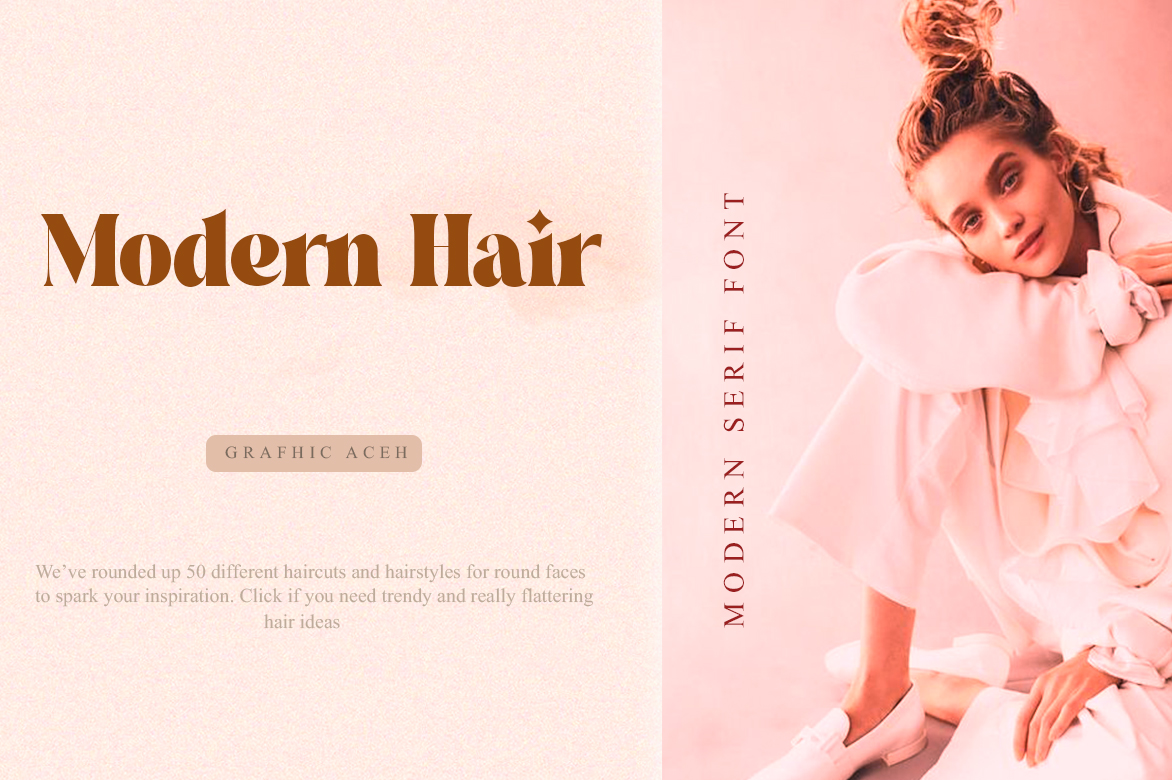 Modern Hair
GRAFHIC ACEH
We’ve rounded up 50 different haircuts and hairstyles for round faces
to spark your inspiration. Click if you need trendy and really flattering
hair ideas
MODERN SERIF FONT